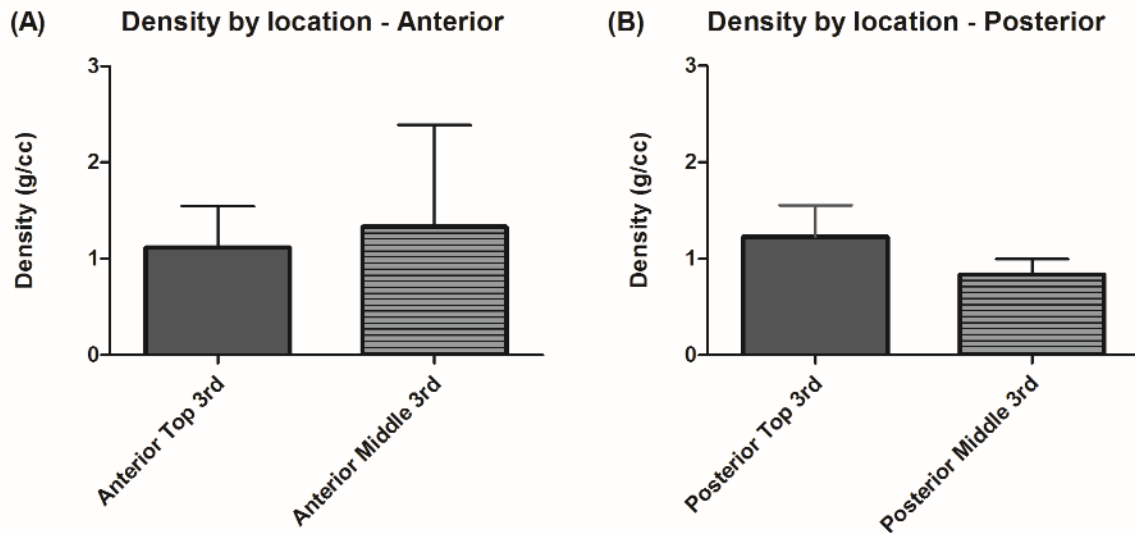 (A) Density by location - Anterior
3
2
1
0
Density (g/cc)
Anterior Top 3rd
Anterior Middle 3rd
(B) Density by location - Posterior
3
2
1
0
Density (g/cc)
Posterior Top 3rd
Posterior Middle 3rd